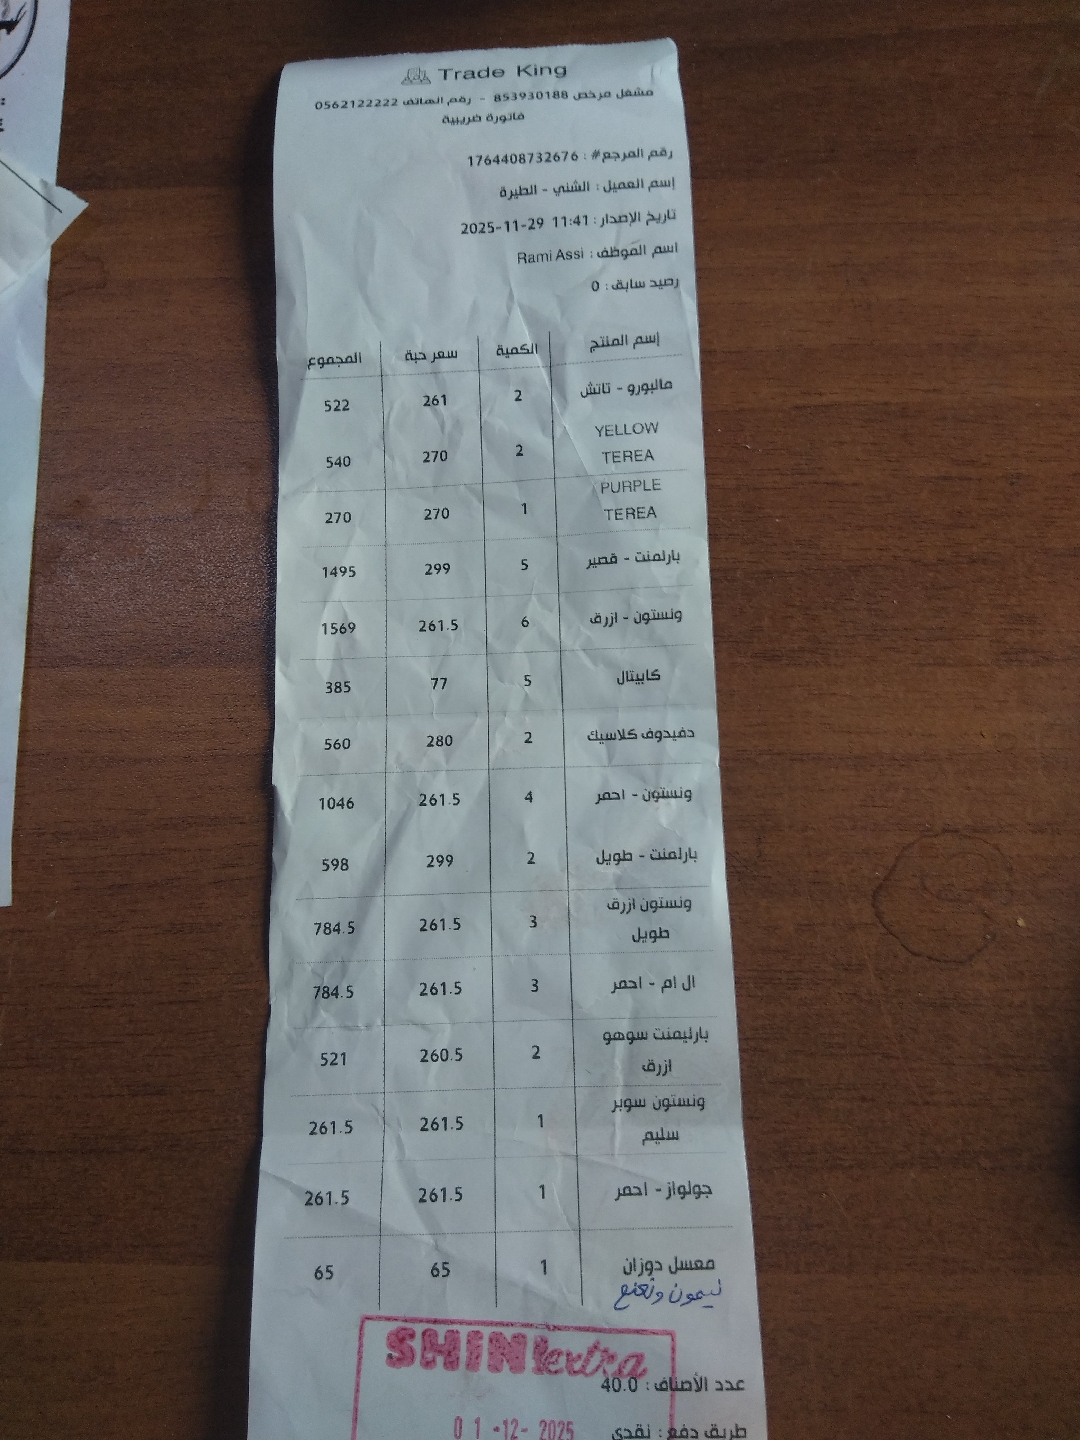 Trade King
مشغل مرخص 853930188 - رقم الهاتف 0562122222
فاتورة ضريبية
رقم المرجع# : 1764408732676
إسم العميل : الشني - الطيرة
تاريخ الإصدار : 11:41 2025-11-29
اسم الموظف : Rami Assi
رصيد سابق : 0
إسم المنتج الكمية سعر حبة المجموع
مالبورو - تاتش 2 261 522
YELLOW
TEREA 2 270 540
PURPLE
TEREA 1 270 270
بارلمنت - قصير 5 299 1495
ونستون - ازرق 6 261.5 1569
كابيتال 5 77 385
دفيدوف كلاسيك 2 280 560
ونستون - احمر 4 261.5 1046
بارلمنت - طويل 2 299 598
ونستون ازرق
طويل 3 261.5 784.5
ال ام - احمر 3 261.5 784.5
بارليمنت سوهو
ازرق 2 260.5 521
ونستون سوبر
سليم 1 261.5 261.5
جولواز - احمر 1 261.5 261.5
معسل دوزان 1 65 65
ليمون ونعنع
SHINI extra
عدد الأصناف : 40.0
طريق دفع : نقدي
01-12-2025